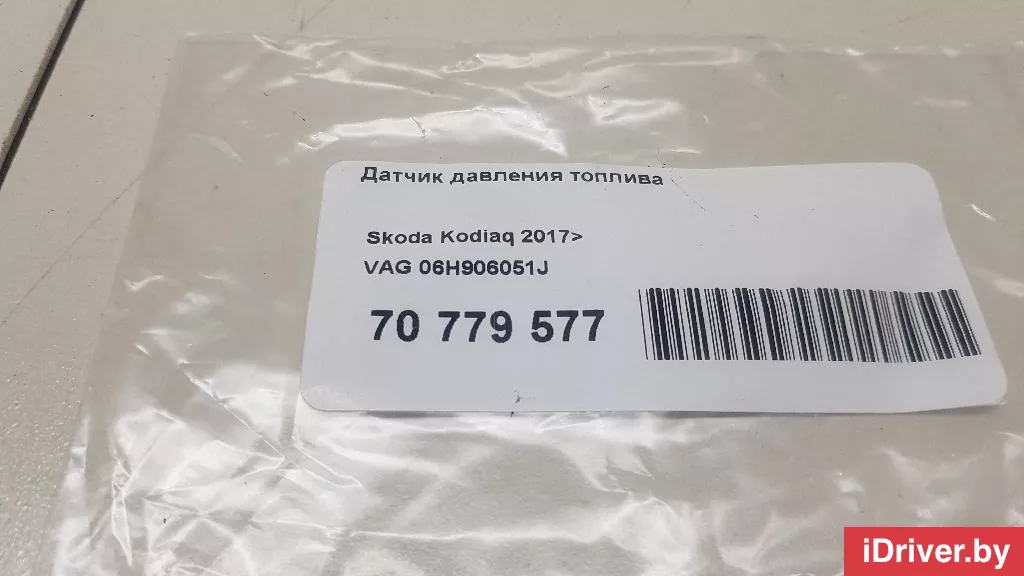 Датчик давления топлива
Skoda Kodiaq 2017>
VAG 06H906051J
70 779 577
iDriver.by